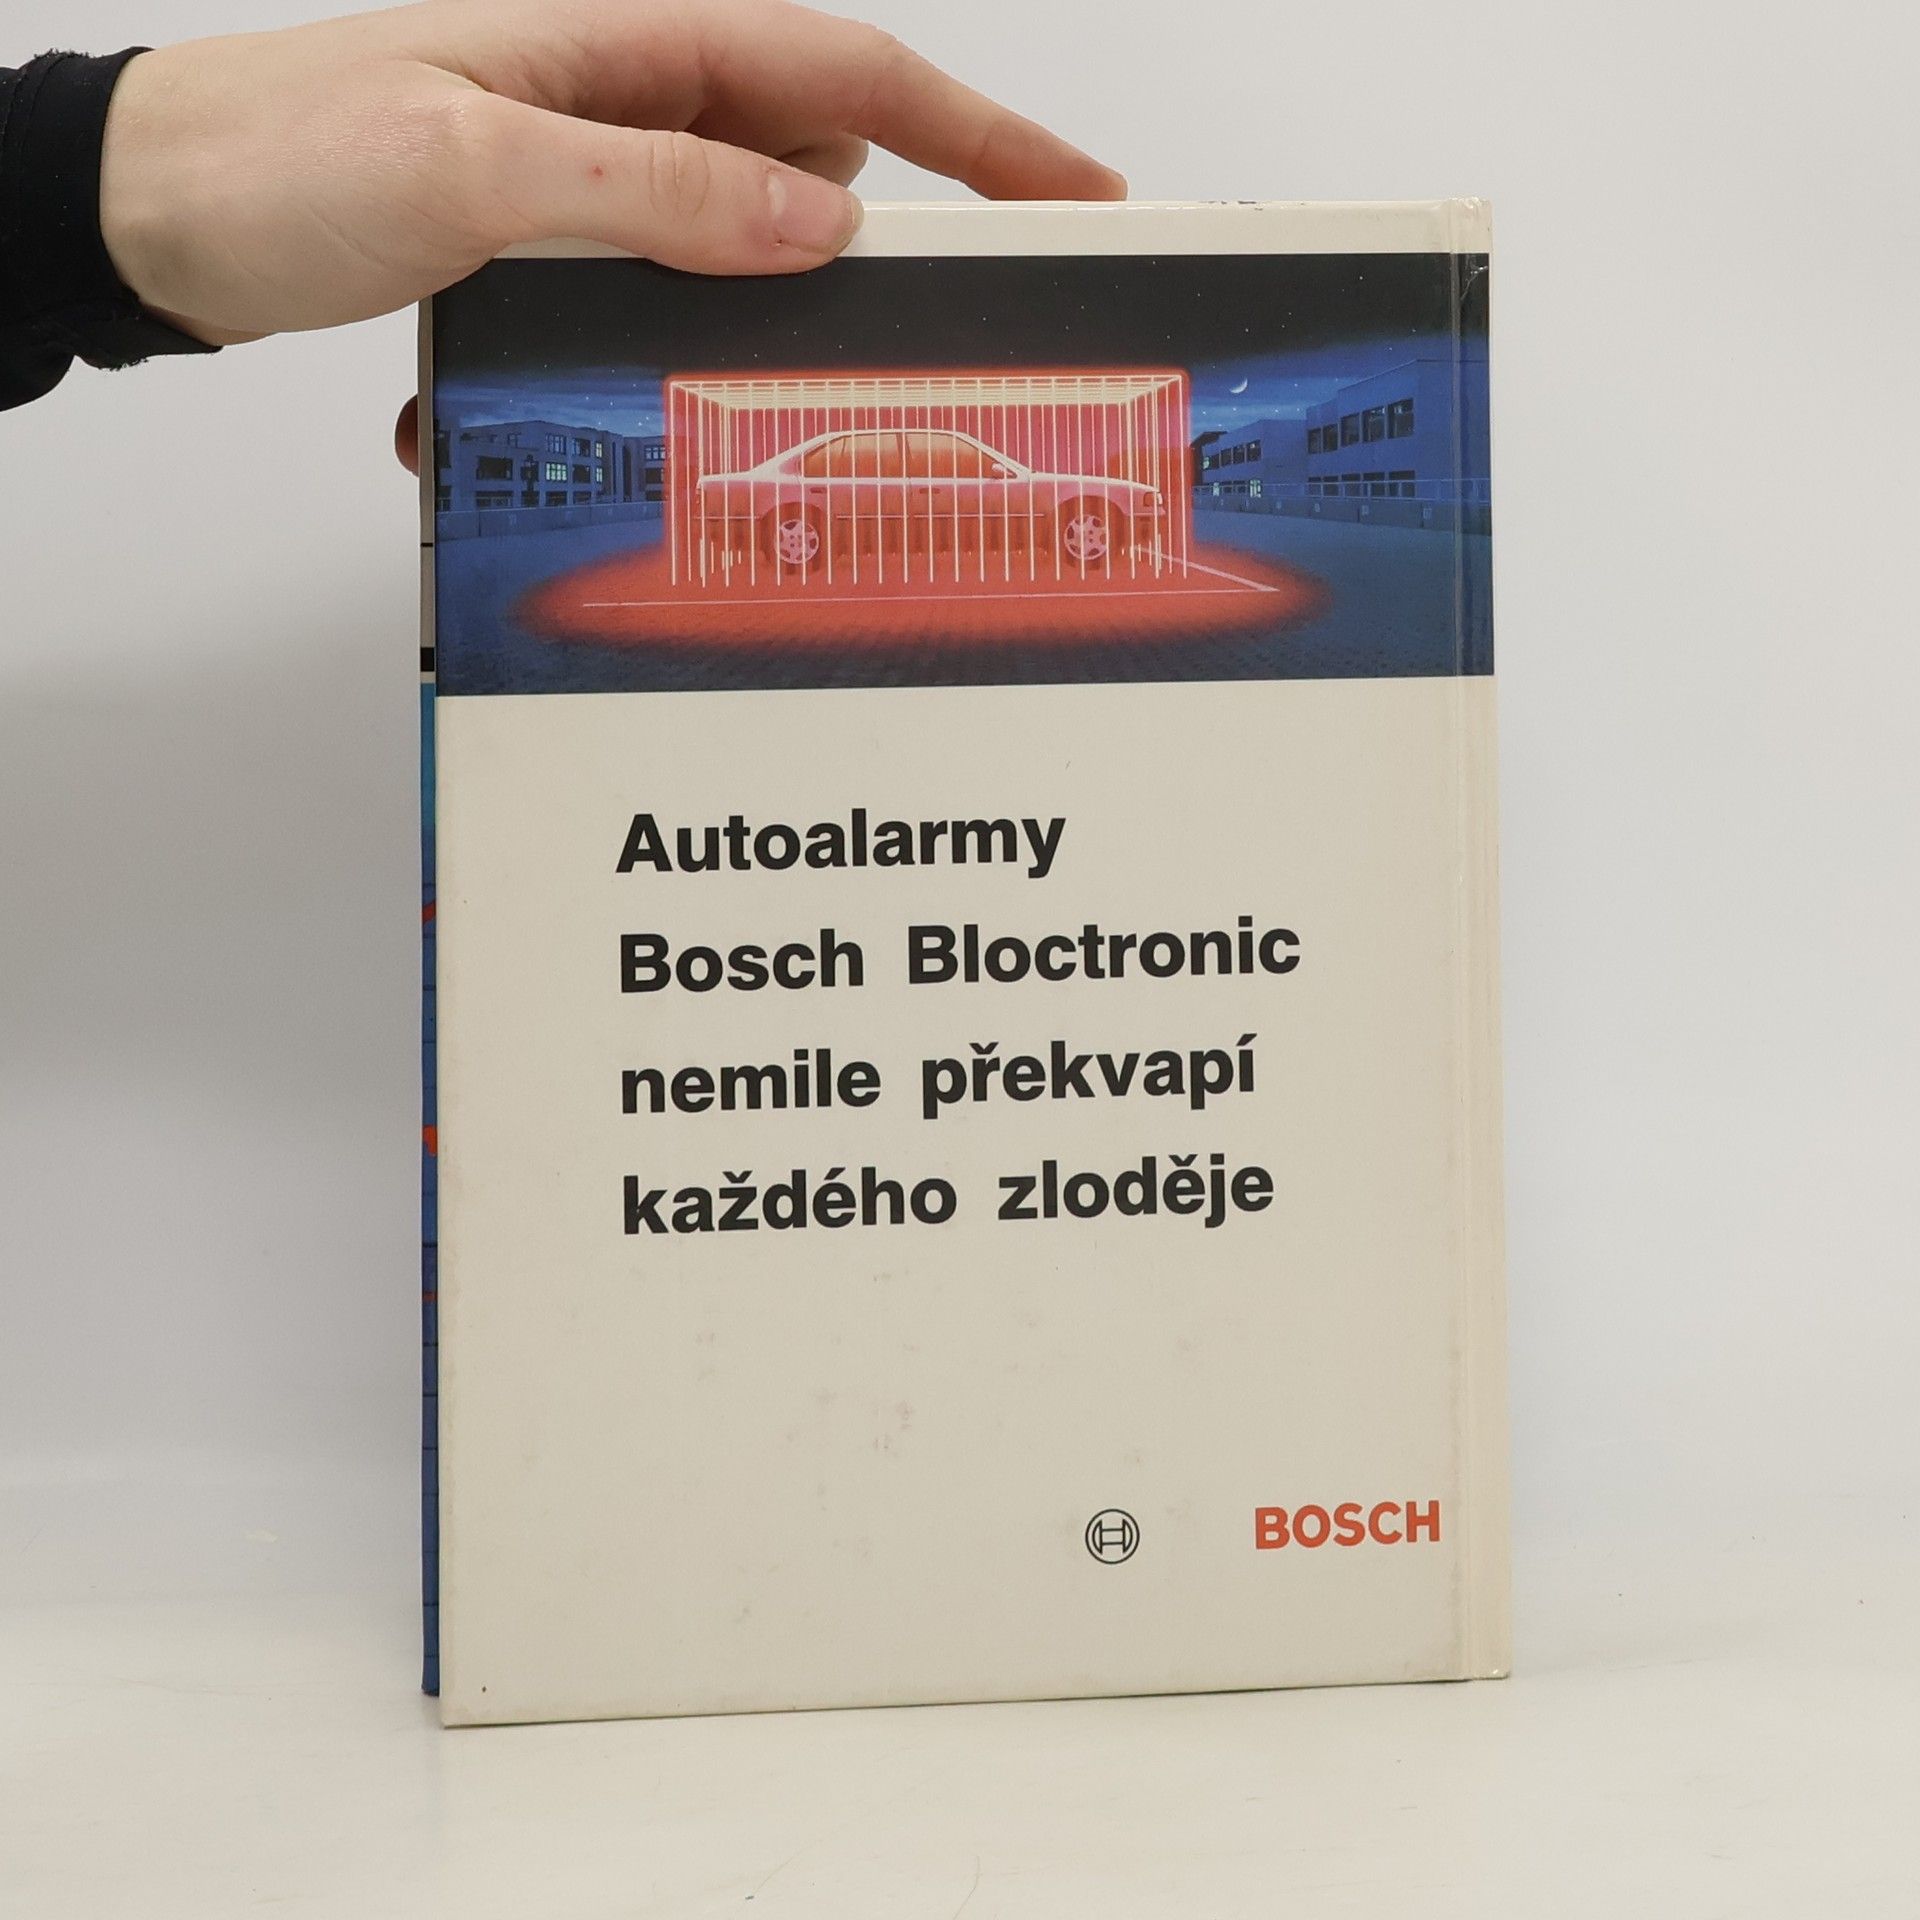 Autoalarmy
Bosch Bloctronic
nemile překvapí
každého zloděje
BOSCH